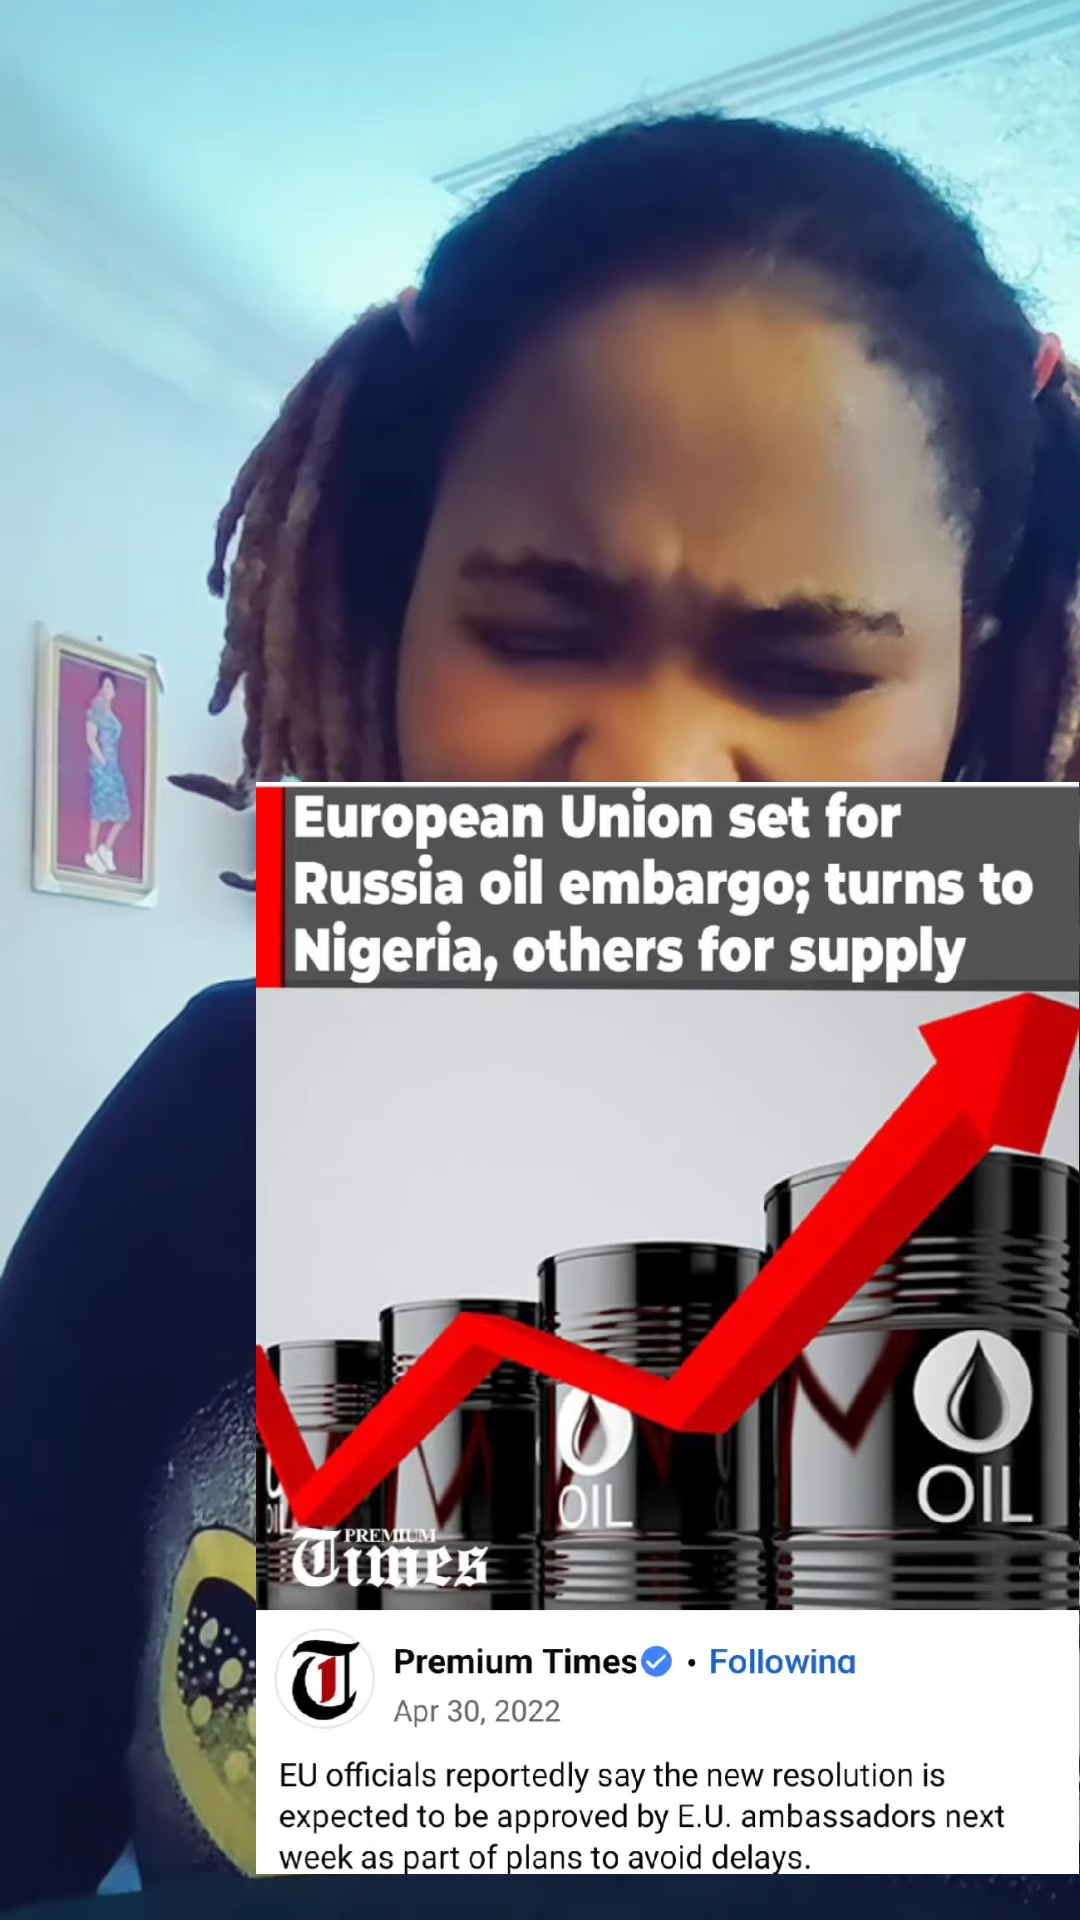 European Union set for
Russia oil embargo; turns to
Nigeria, others for supply
OIL
OIL
OIL
PREMIUM
Times
Premium Times • Following
Apr 30, 2022
EU officials reportedly say the new resolution is
expected to be approved by E.U. ambassadors next
week as part of plans to avoid delays.